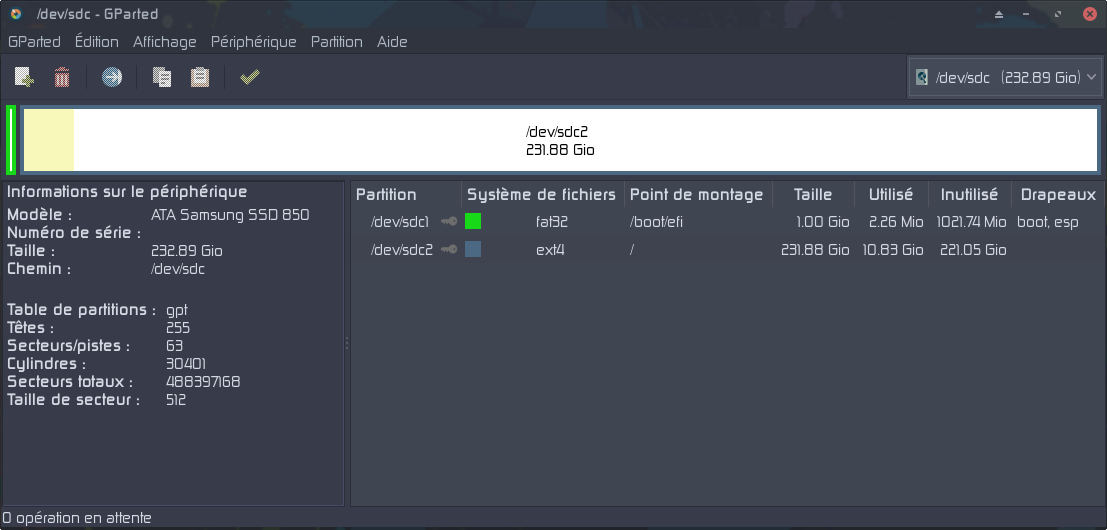 /dev/sdc - GParted
GParted Édition Affichage Périphérique Partition Aide
/dev/sdc (232.89 Gio)
/dev/sdc2
231.88 Gio
Informations sur le périphérique
Modèle : ATA Samsung SSD 850
Numéro de série :
Taille : 232.89 Gio
Chemin : /dev/sdc
Table de partitions : gpt
Têtes : 255
Secteurs/pistes : 63
Cylindres : 30401
Secteurs totaux : 488397168
Taille de secteur : 512
Partition Système de fichiers Point de montage Taille Utilisé Inutilisé Drapeaux
/dev/sdc1 fat32 /boot/efi 1.00 Gio 2.26 Mio 1021.74 Mio boot, esp
/dev/sdc2 ext4 / 231.88 Gio 10.83 Gio 221.05 Gio
0 opération en attente